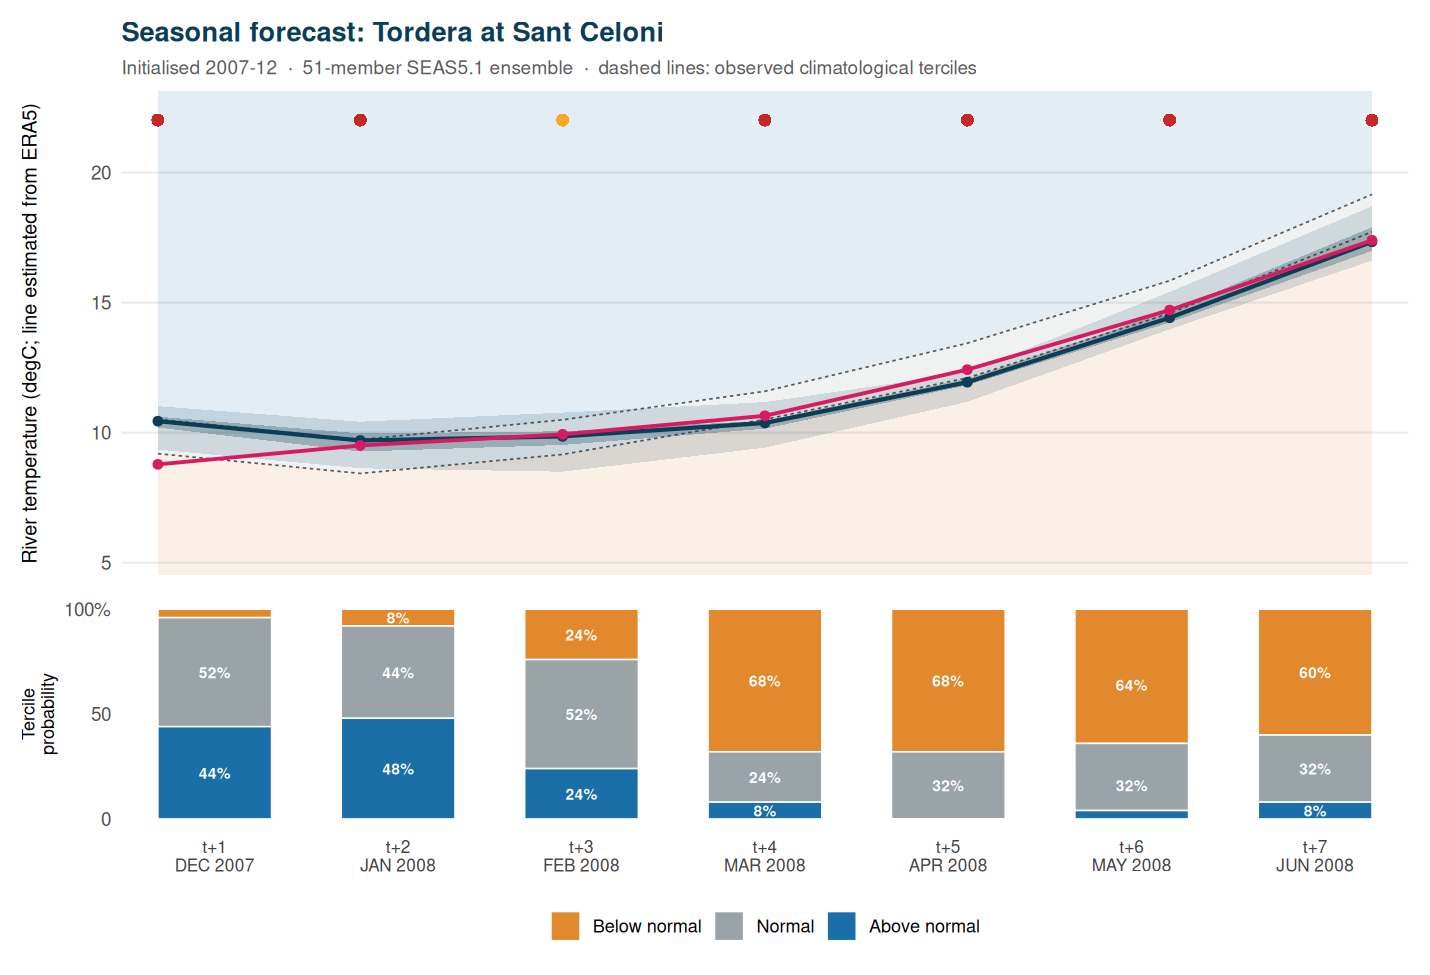 Seasonal forecast: Tordera at Sant Celoni
Initialised 2007-12 · 51-member SEAS5.1 ensemble · dashed lines: observed climatological terciles
River temperature (degC; line estimated from ERA5)
20
15
10
5
Tercile
probability
100%
50
0
52%
44%
8%
44%
48%
24%
52%
24%
68%
24%
8%
68%
32%
64%
32%
60%
32%
8%
t+1
DEC 2007
t+2
JAN 2008
t+3
FEB 2008
t+4
MAR 2008
t+5
APR 2008
t+6
MAY 2008
t+7
JUN 2008
Below normal
Normal
Above normal